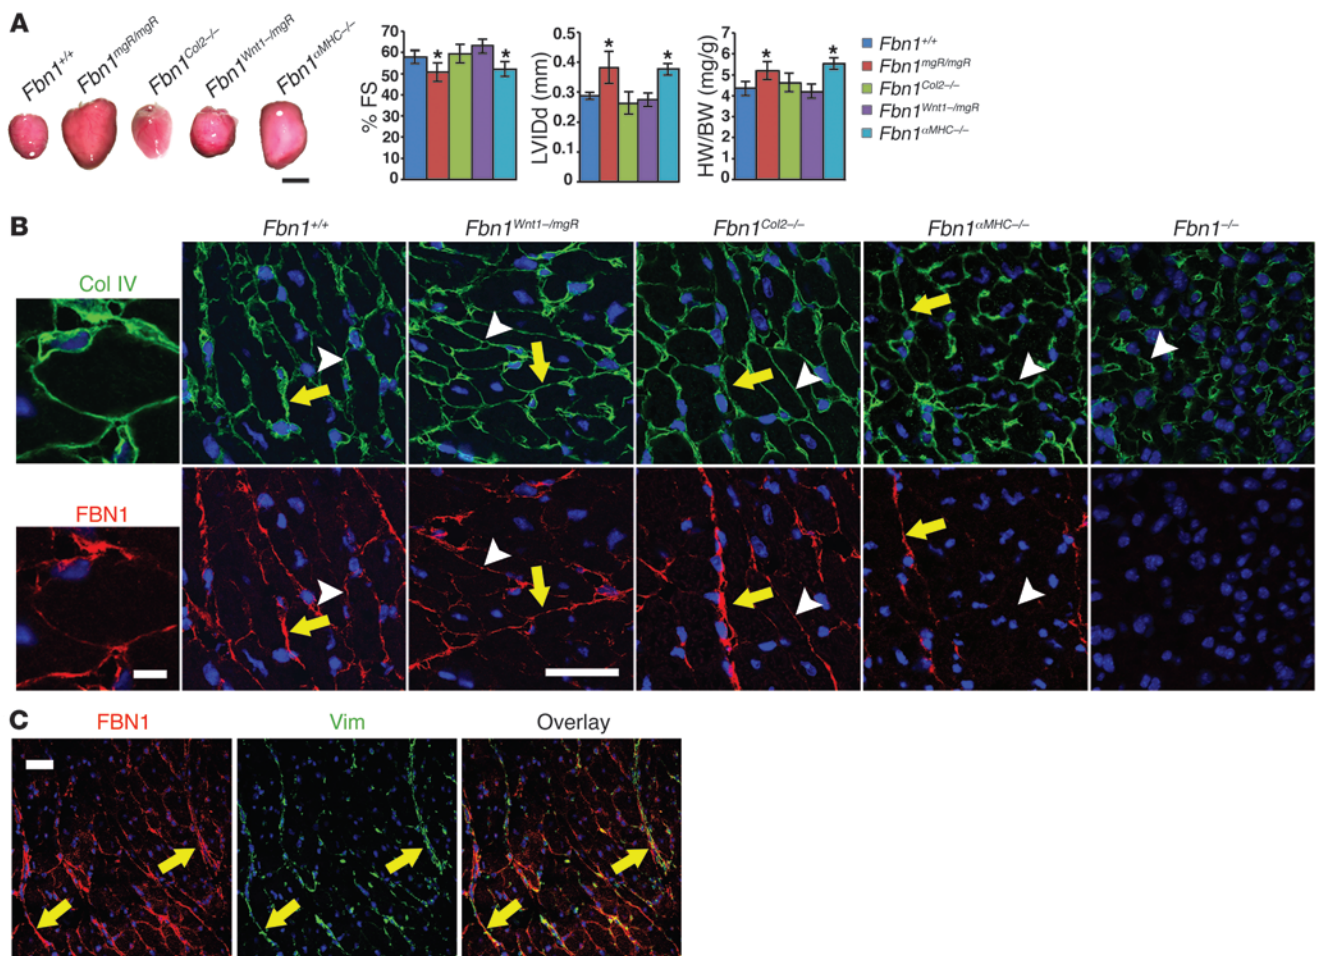 A
Fbn1+/+
Fbn1mgR/mgR
Fbn1Col2–/–
Fbn1Wnt1–/mgR
Fbn1αMHC–/–
% FS
70
60
50
40
30
20
10
0
* *
LVIDd (mm)
0.5
0.4
0.3
0.2
0.1
0
* *
HW/BW (mg/g)
7
6
5
4
3
2
1
0
* *
Fbn1+/+
Fbn1mgR/mgR
Fbn1Col2–/–
Fbn1Wnt1–/mgR
Fbn1αMHC–/–
B
Fbn1+/+ Fbn1Wnt1–/mgR Fbn1Col2–/– Fbn1αMHC–/– Fbn1–/–
Col IV
FBN1
C
FBN1 Vim Overlay